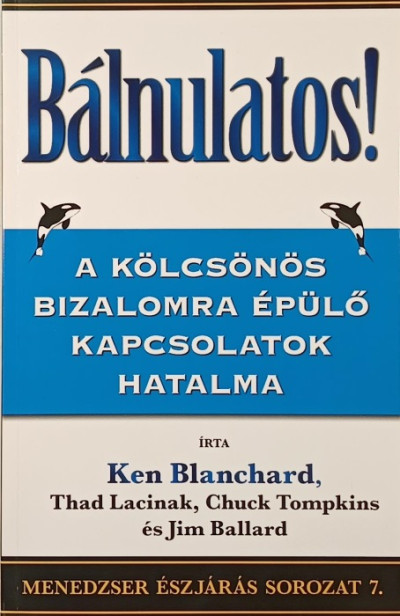 Bálnulatos!
A KÖLCSÖNÖS
BIZALOMRA ÉPÜLŐ
KAPCSOLATOK
HATALMA
ÍRTA
Ken Blanchard,
Thad Lacinak, Chuck Tompkins
és Jim Ballard
MENEDZSER ÉSZJÁRÁS SOROZAT 7.